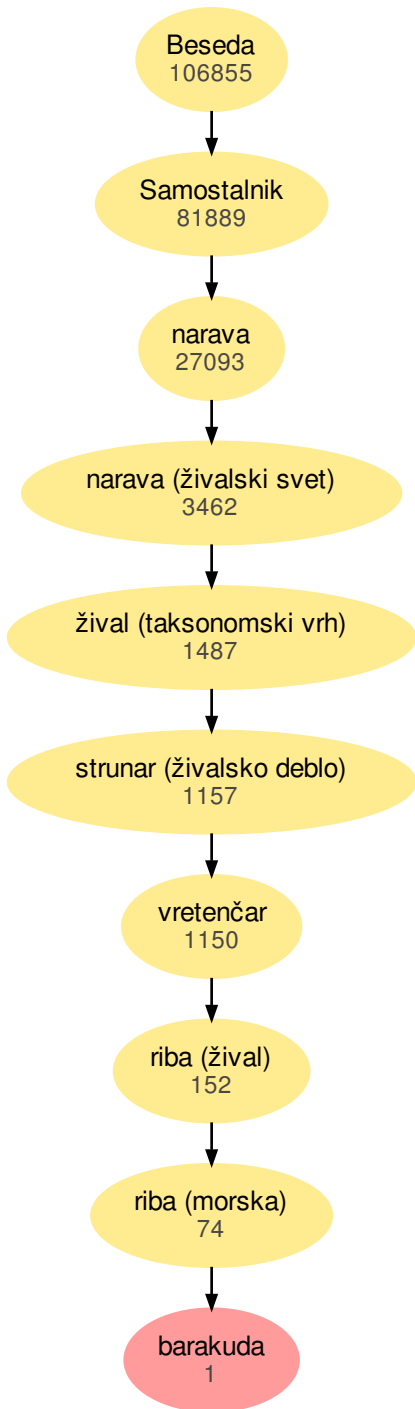 Beseda
106855
Samostalnik
81889
narava
27093
narava (živalski svet)
3462
žival (taksonomski vrh)
1487
strunar (živalsko deblo)
1157
vretenčar
1150
riba (žival)
152
riba (morska)
74
barakuda
1